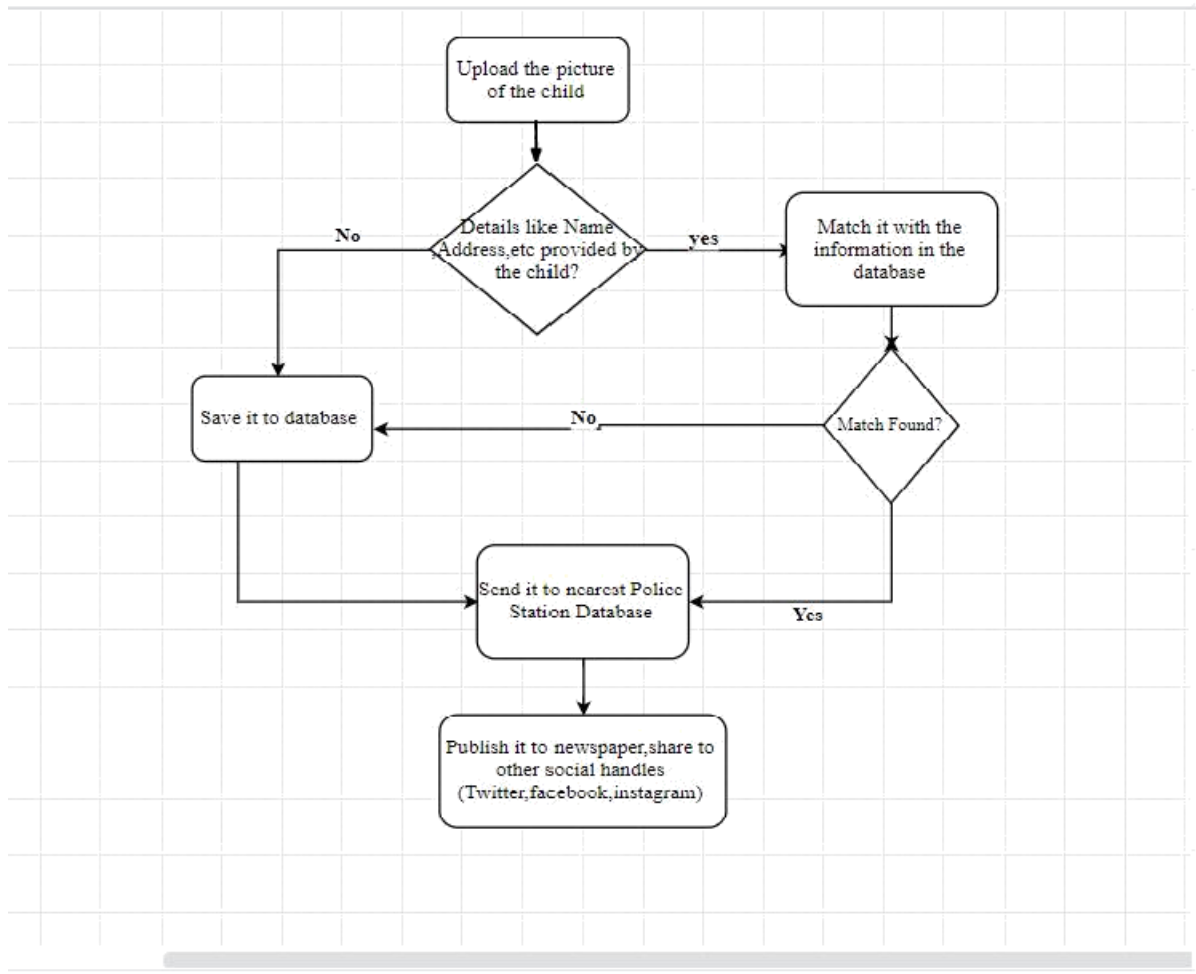 Upload the picture
of the child
Details like Name
,Address,etc provided by
the child?
No
yes
Match it with the
information in the
database
Save it to database
No
Match Found?
Send it to nearest Police
Station Database
Yes
Publish it to newspaper,share to
other social handles
(Twitter,facebook,instagram)